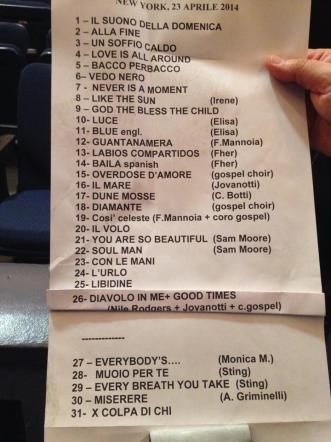 NEW YORK, 23 APRILE 2014
1 – IL SUONO DELLA DOMENICA
2 – ALLA FINE
3 – UN SOFFIO CALDO
4 – LOVE IS ALL AROUND
5 – BACCO PERBACCO
6– VEDO NERO
7 - NEVER IS A MOMENT
8 – LIKE THE SUN (Irene)
9 – GOD THE BLESS THE CHILD
10- LUCE (Elisa)
11- BLUE engl. (Elisa)
12- GUANTANAMERA (F.Mannoia)
13- LABIOS COMPARTIDOS (Fher)
14- BAILA spanish (Fher)
15- OVERDOSE D'AMORE (gospel choir)
16- IL MARE (Jovanotti)
17- DUNE MOSSE (C. Botti)
18- DIAMANTE (gospel choir)
19- Cosi' celeste (F.Mannoia + coro gospel)
20- IL VOLO
21- YOU ARE SO BEAUTIFUL (Sam Moore)
22- SOUL MAN (Sam Moore)
23- CON LE MANI
24- L'URLO
25- LIBIDINE
26- DIAVOLO IN ME+ GOOD TIMES
(Nile Rodgers + Jovanotti + c.gospel)
-------------
27 – EVERYBODY'S.... (Monica M.)
28- MUOIO PER TE (Sting)
29 – EVERY BREATH YOU TAKE (Sting)
30 – MISERERE (A. Griminelli)
31- X COLPA DI CHI